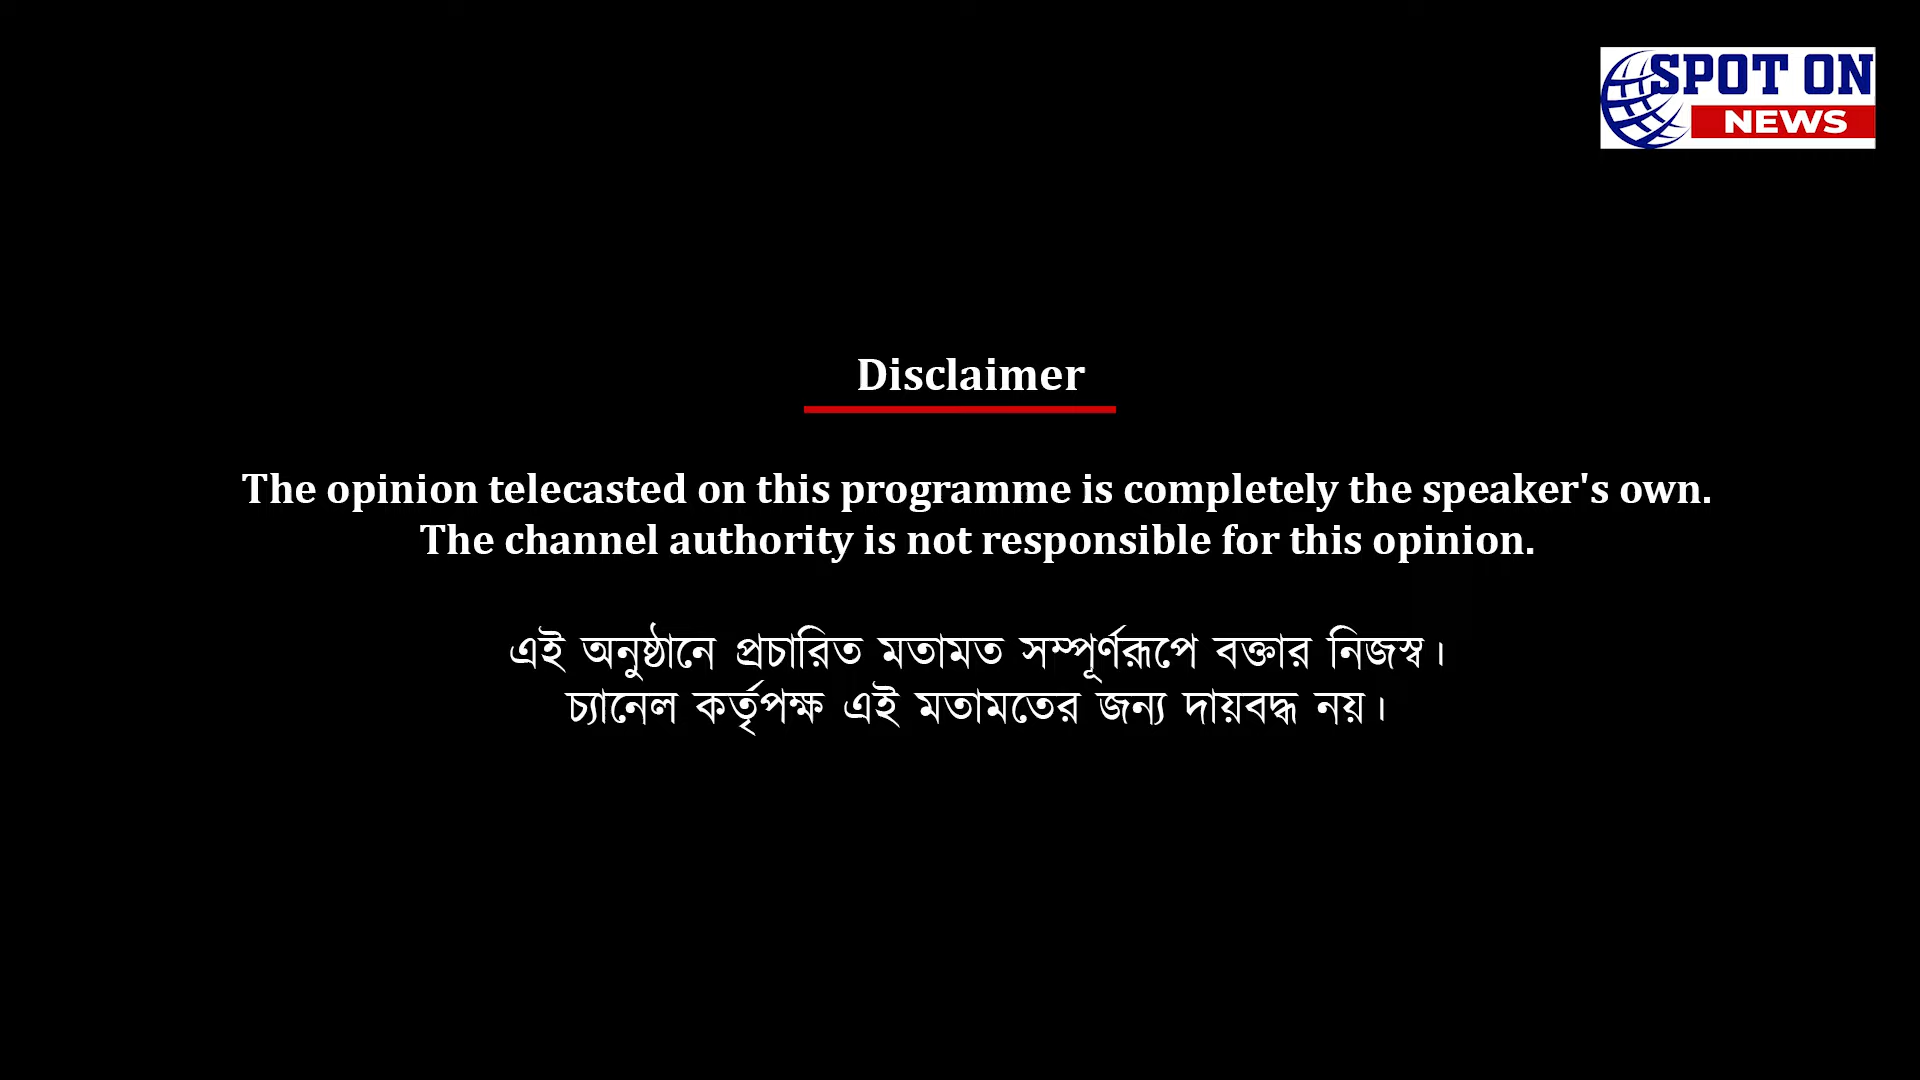 SPOT ON
NEWS
Disclaimer
The opinion telecasted on this programme is completely the speaker's own.
The channel authority is not responsible for this opinion.
এই অনুষ্ঠানে প্রচারিত মতামত সম্পূর্ণরূপে বক্তার নিজস্ব।
চ্যানেল কর্তৃপক্ষ এই মতামতের জন্য দায়বদ্ধ নয়।